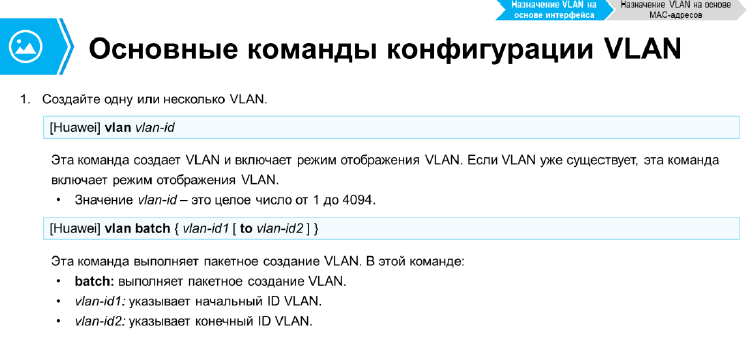 Назначение VLAN на
основе интерфейса
Назначение VLAN на основе
MAC-адресов
Основные команды конфигурации VLAN
1. Создайте одну или несколько VLAN.
[Huawei] vlan vlan-id
Эта команда создает VLAN и включает режим отображения VLAN. Если VLAN уже существует, эта команда
включает режим отображения VLAN.
• Значение vlan-id – это целое число от 1 до 4094.
[Huawei] vlan batch { vlan-id1 [ to vlan-id2 ] }
Эта команда выполняет пакетное создание VLAN. В этой команде:
• batch: выполняет пакетное создание VLAN.
• vlan-id1: указывает начальный ID VLAN.
• vlan-id2: указывает конечный ID VLAN.